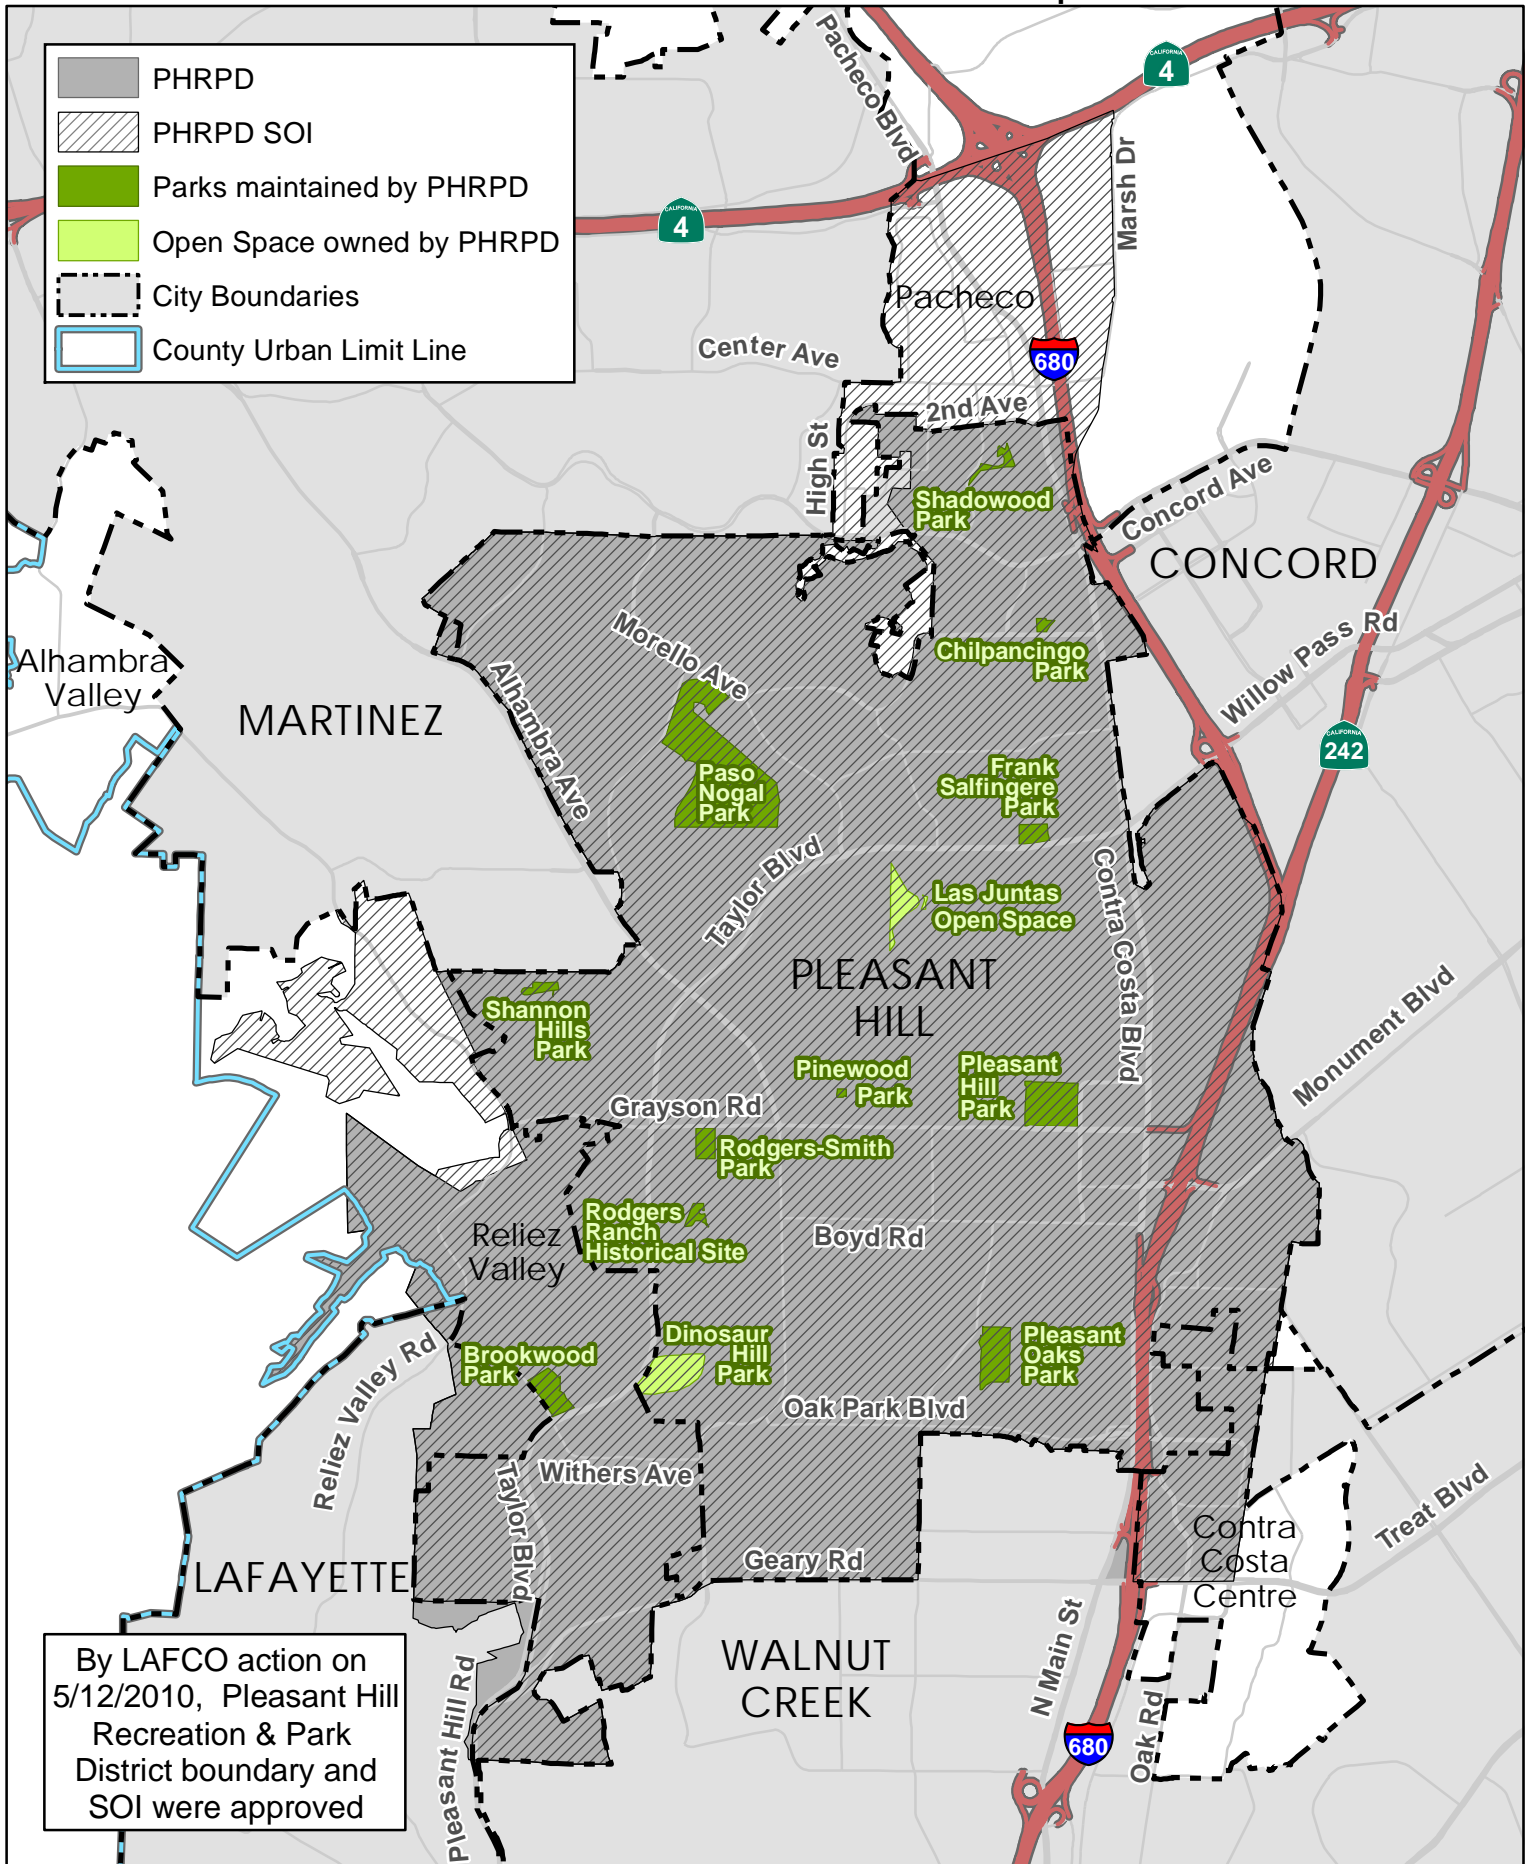 PHRPD
PHRPD SOI
Parks maintained by PHRPD
Open Space owned by PHRPD
City Boundaries
County Urban Limit Line
Pacheco Blvd
CALIFORNIA
4
CALIFORNIA
4
Marsh Dr
Pacheco
Center Ave
680
2nd Ave
High St
Shadowood
Park
Concord Ave
CONCORD
Morello Ave
Chilpancingo
Park
Willow Pass Rd
Alhambra
Valley
MARTINEZ
Alhambra Ave
CALIFORNIA
242
Paso
Nogal
Park
Frank
Salfingere
Park
Taylor Blvd
Las Juntas
Open Space
Contra Costa Blvd
PLEASANT
HILL
Shannon
Hills
Park
Monument Blvd
Pinewood
Park
Pleasant
Hill
Park
Grayson Rd
Rodgers-Smith
Park
Rodgers
Ranch
Historical Site
Reliez
Valley
Boyd Rd
Dinosaur
Hill
Park
Pleasant
Oaks
Park
Brookwood
Park
Reliez Valley Rd
Oak Park Blvd
Withers Ave
Taylor Blvd
Treat Blvd
Contra
Costa
Centre
Geary Rd
LAFAYETTE
N Main St
WALNUT
CREEK
Oak Rd
680
Pleasant Hill Rd
By LAFCO action on
5/12/2010, Pleasant Hill
Recreation & Park
District boundary and
SOI were approved